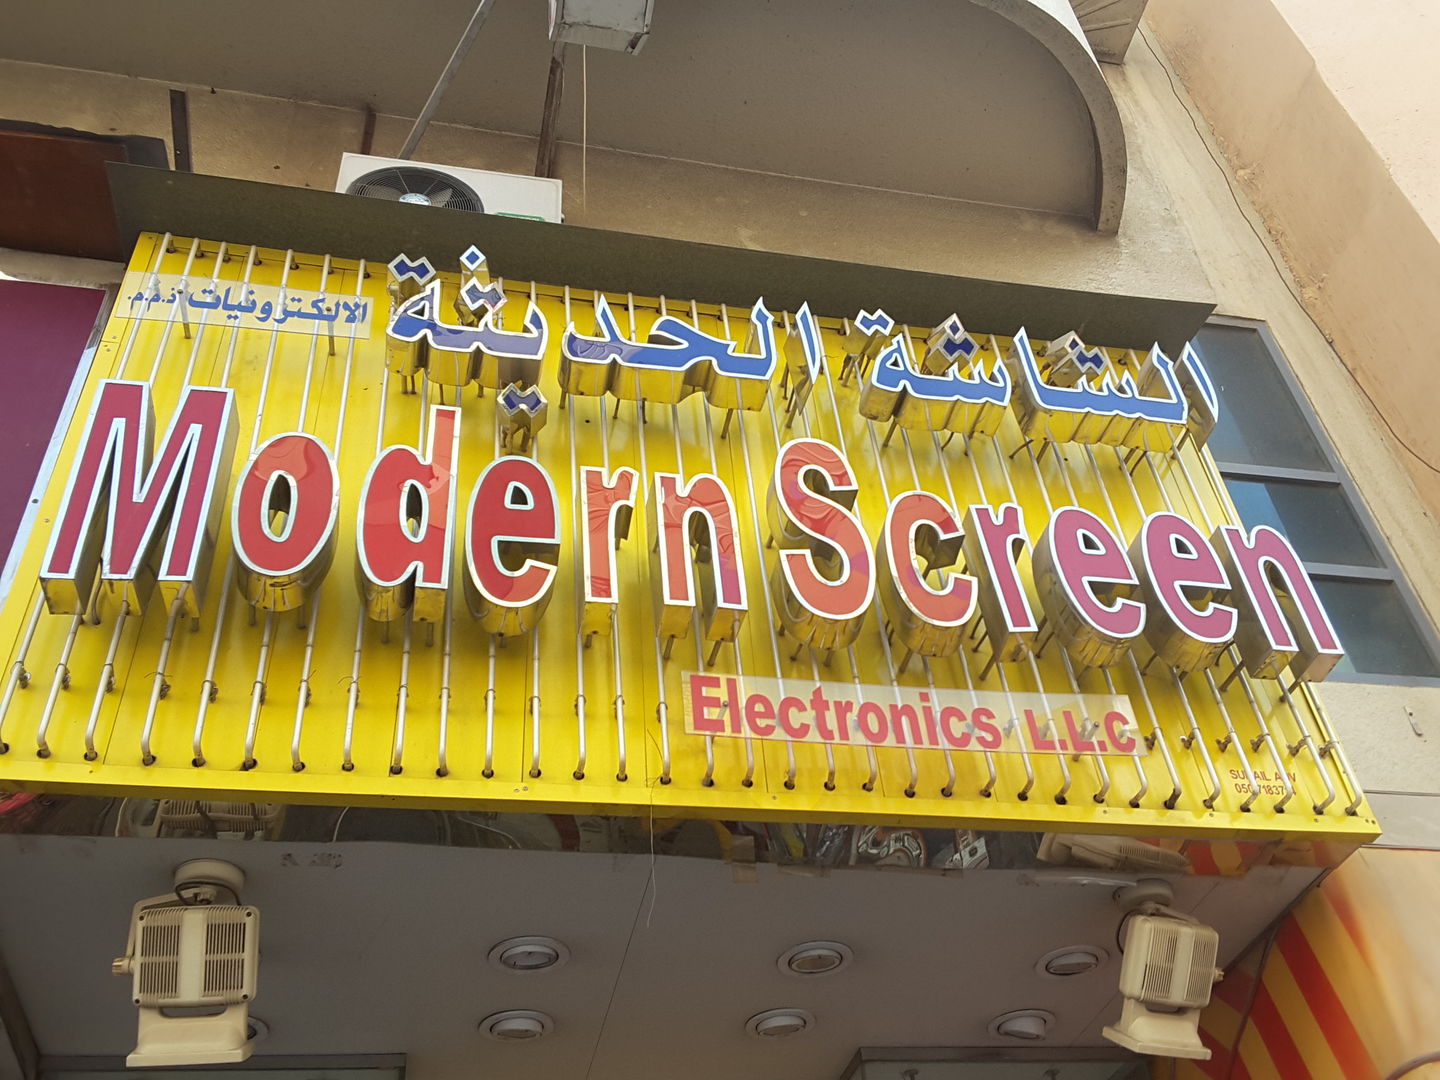 الشاشة الحديثة
الالكترونيات ذ.م.م.
Modern Screen
Electronics L.L.C